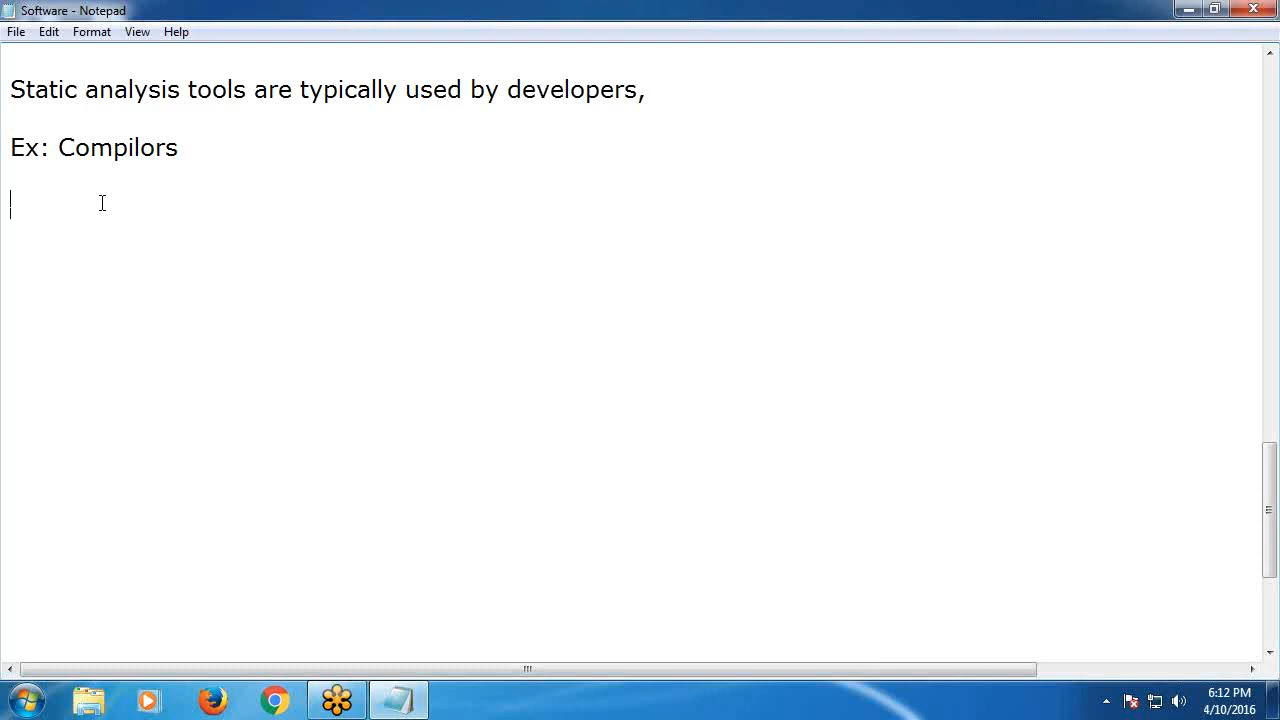 Software - Notepad
File Edit Format View Help
Static analysis tools are typically used by developers,
Ex: Compilors
6:12 PM
4/10/2016